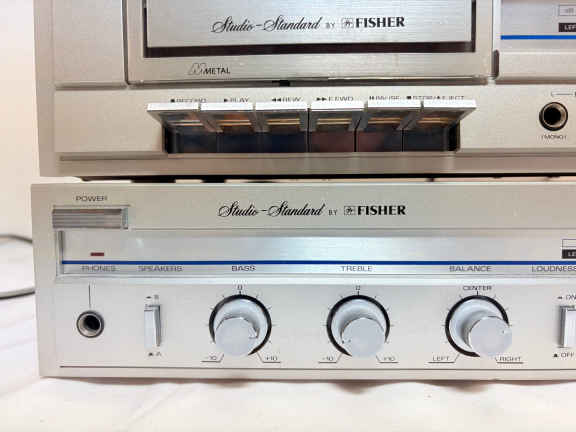 Studio-Standard BY FISHER
METAL
● RECORD ▶ PLAY ◀◀ REW ▶▶ F.FWD ❚❚ PAUSE ■ STOP/▲EJECT
(MONO)
POWER
Studio-Standard BY FISHER
PHONES SPEAKERS BASS TREBLE BALANCE LOUDNESS
▲ B 0 0 CENTER ▲ ON
▲ A -10 +10 -10 +10 LEFT RIGHT ▲ OFF